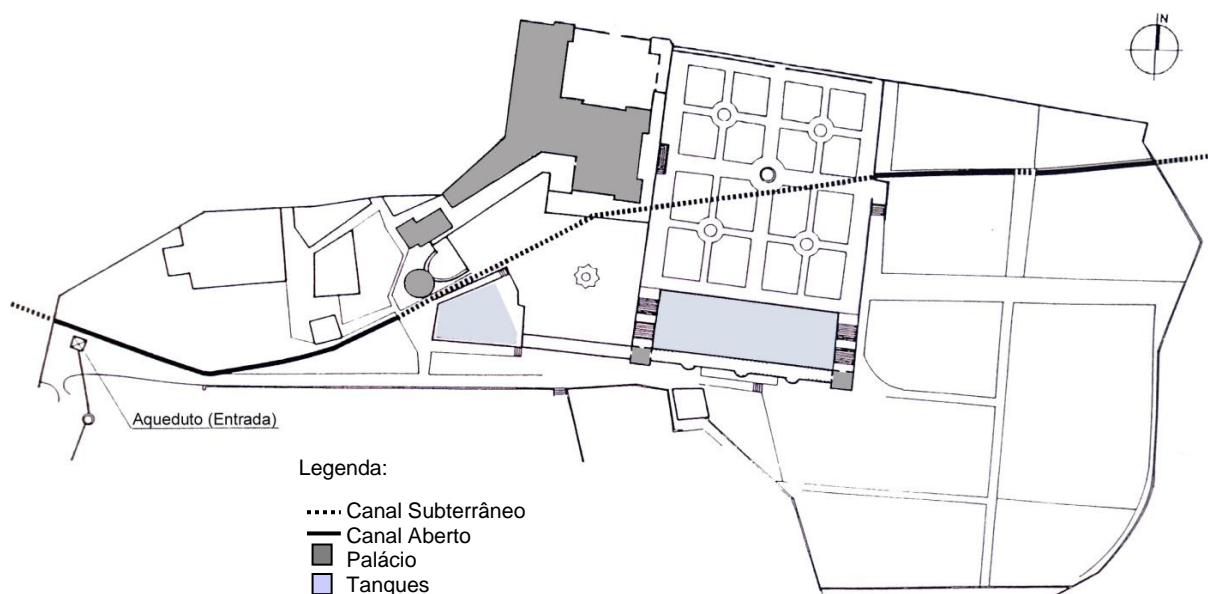 N
Aqueduto (Entrada)
Legenda:
Canal Subterrâneo
Canal Aberto
Palácio
Tanques